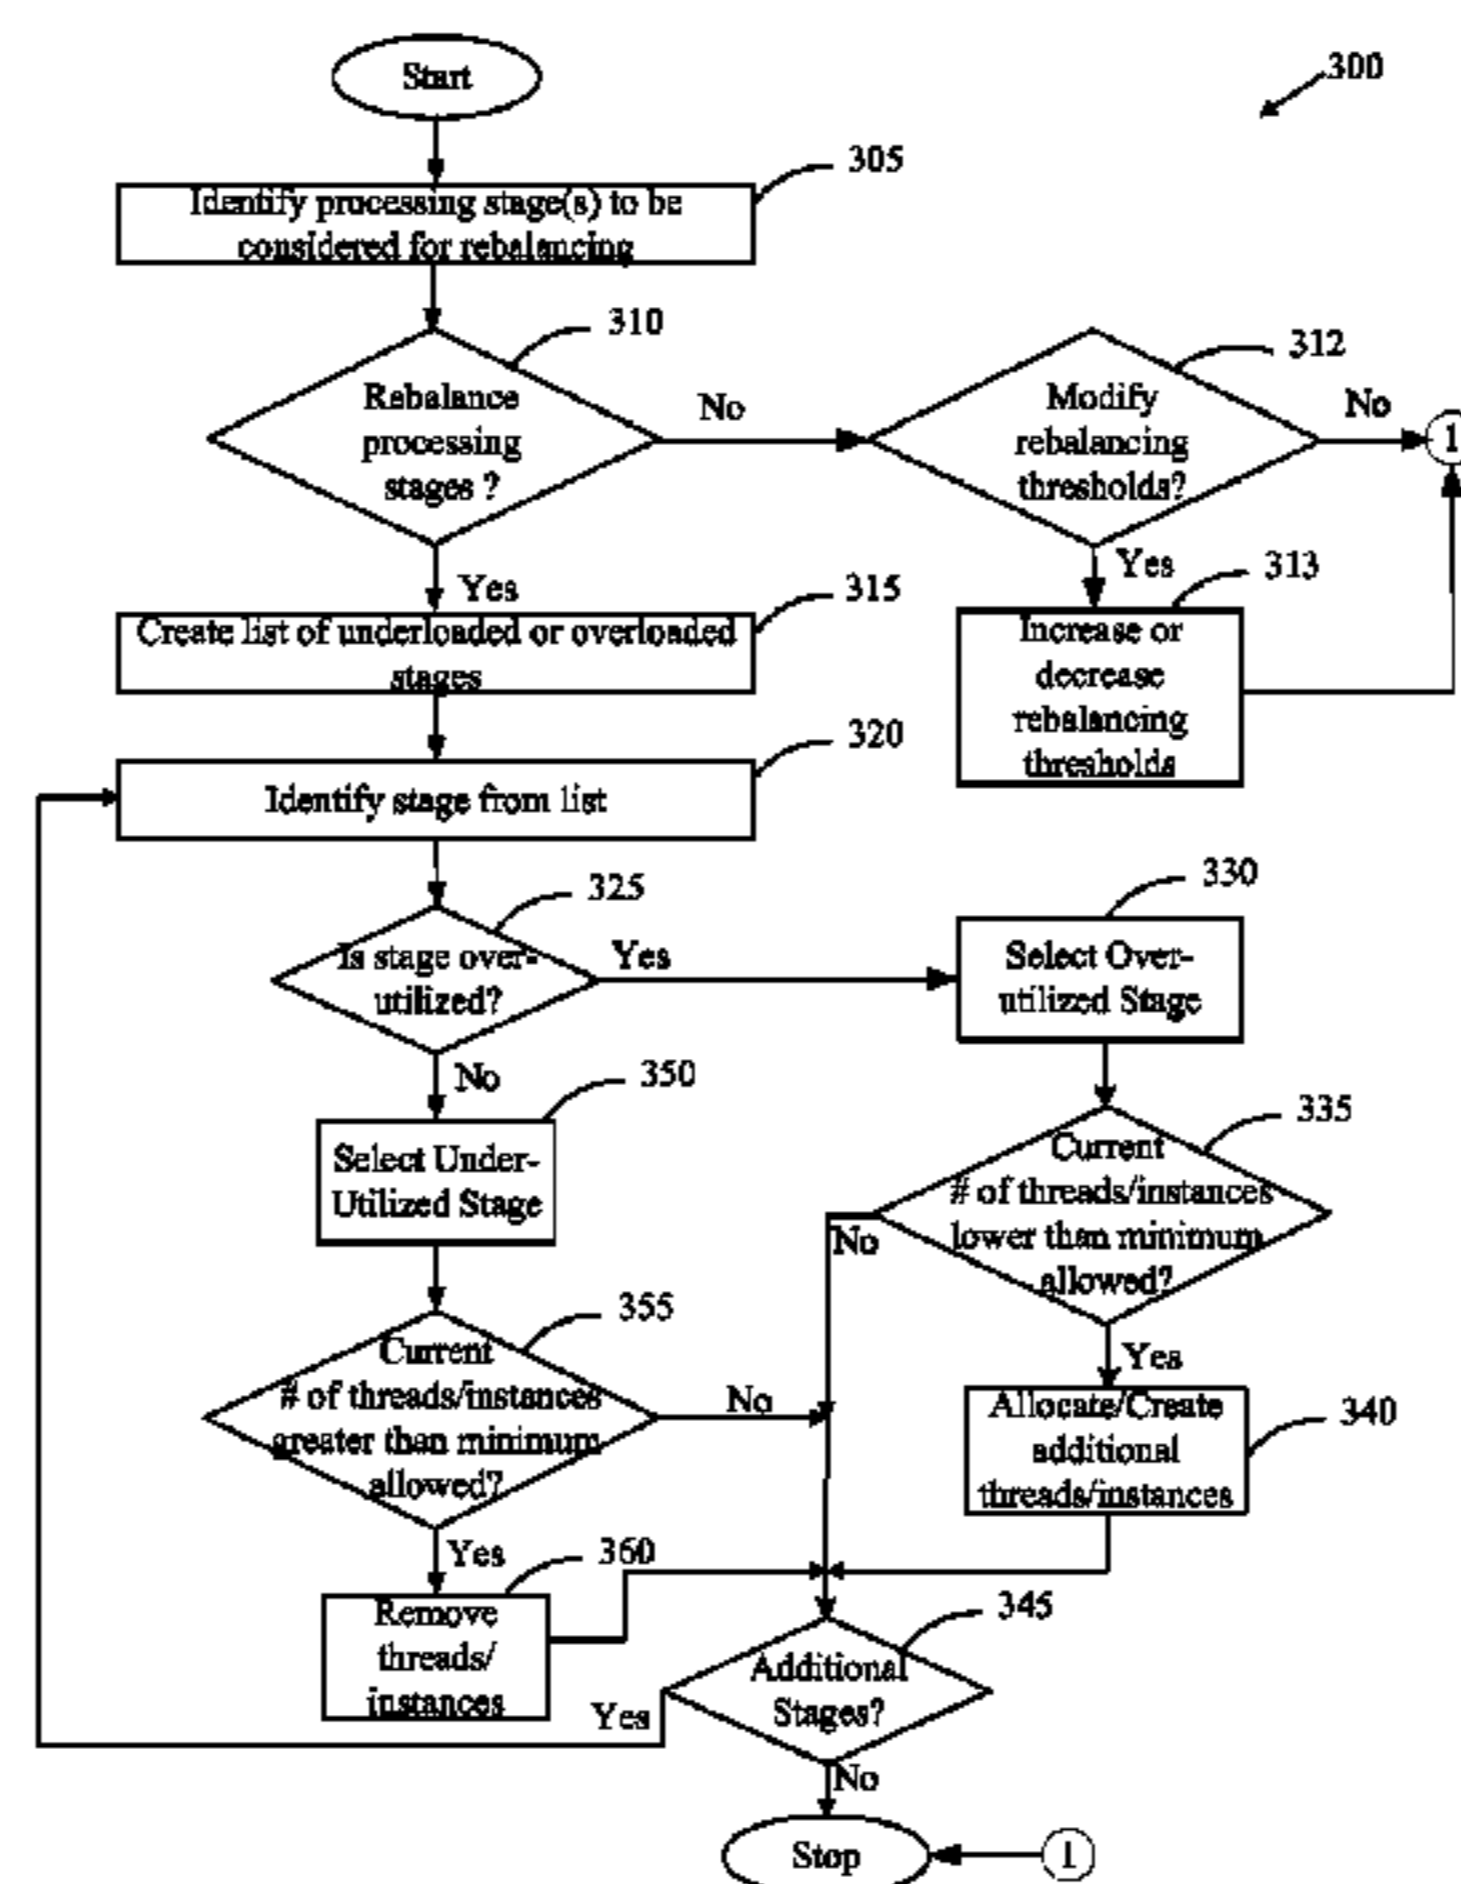 Start
300
305
Identify processing stage(s) to be
considered for rebalancing
310
Rebalance
processing
stages ?
No
312
Modify
rebalancing
thresholds?
No
1
Yes
Yes
313
Increase or
decrease
rebalancing
thresholds
315
Create list of underloaded or overloaded
stages
320
Identify stage from list
325
Is stage over-
utilized?
Yes
330
Select Over-
utilized Stage
No
350
Select Under-
Utilized Stage
335
Current
# of threads/instances
lower than minimum
allowed?
No
Yes
355
Current
# of threads/instances
greater than minimum
allowed?
No
340
Allocate/Create
additional
threads/instances
Yes
360
Remove
threads/
instances
345
Additional
Stages?
Yes
No
Stop
1